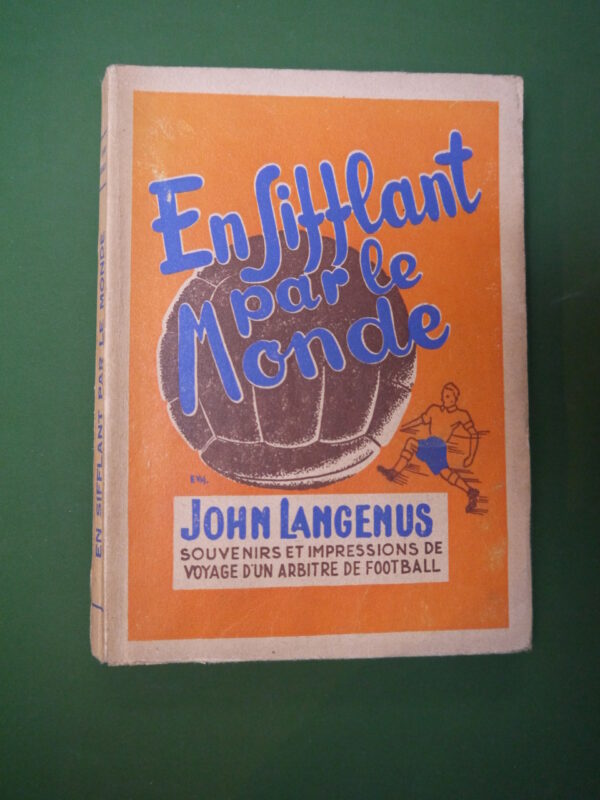 EN SIFFLANT PAR LE MONDE
En Sifflant
par le
Monde
JOHN LANGENUS
SOUVENIRS ET IMPRESSIONS DE
VOYAGE D'UN ARBITRE DE FOOTBALL